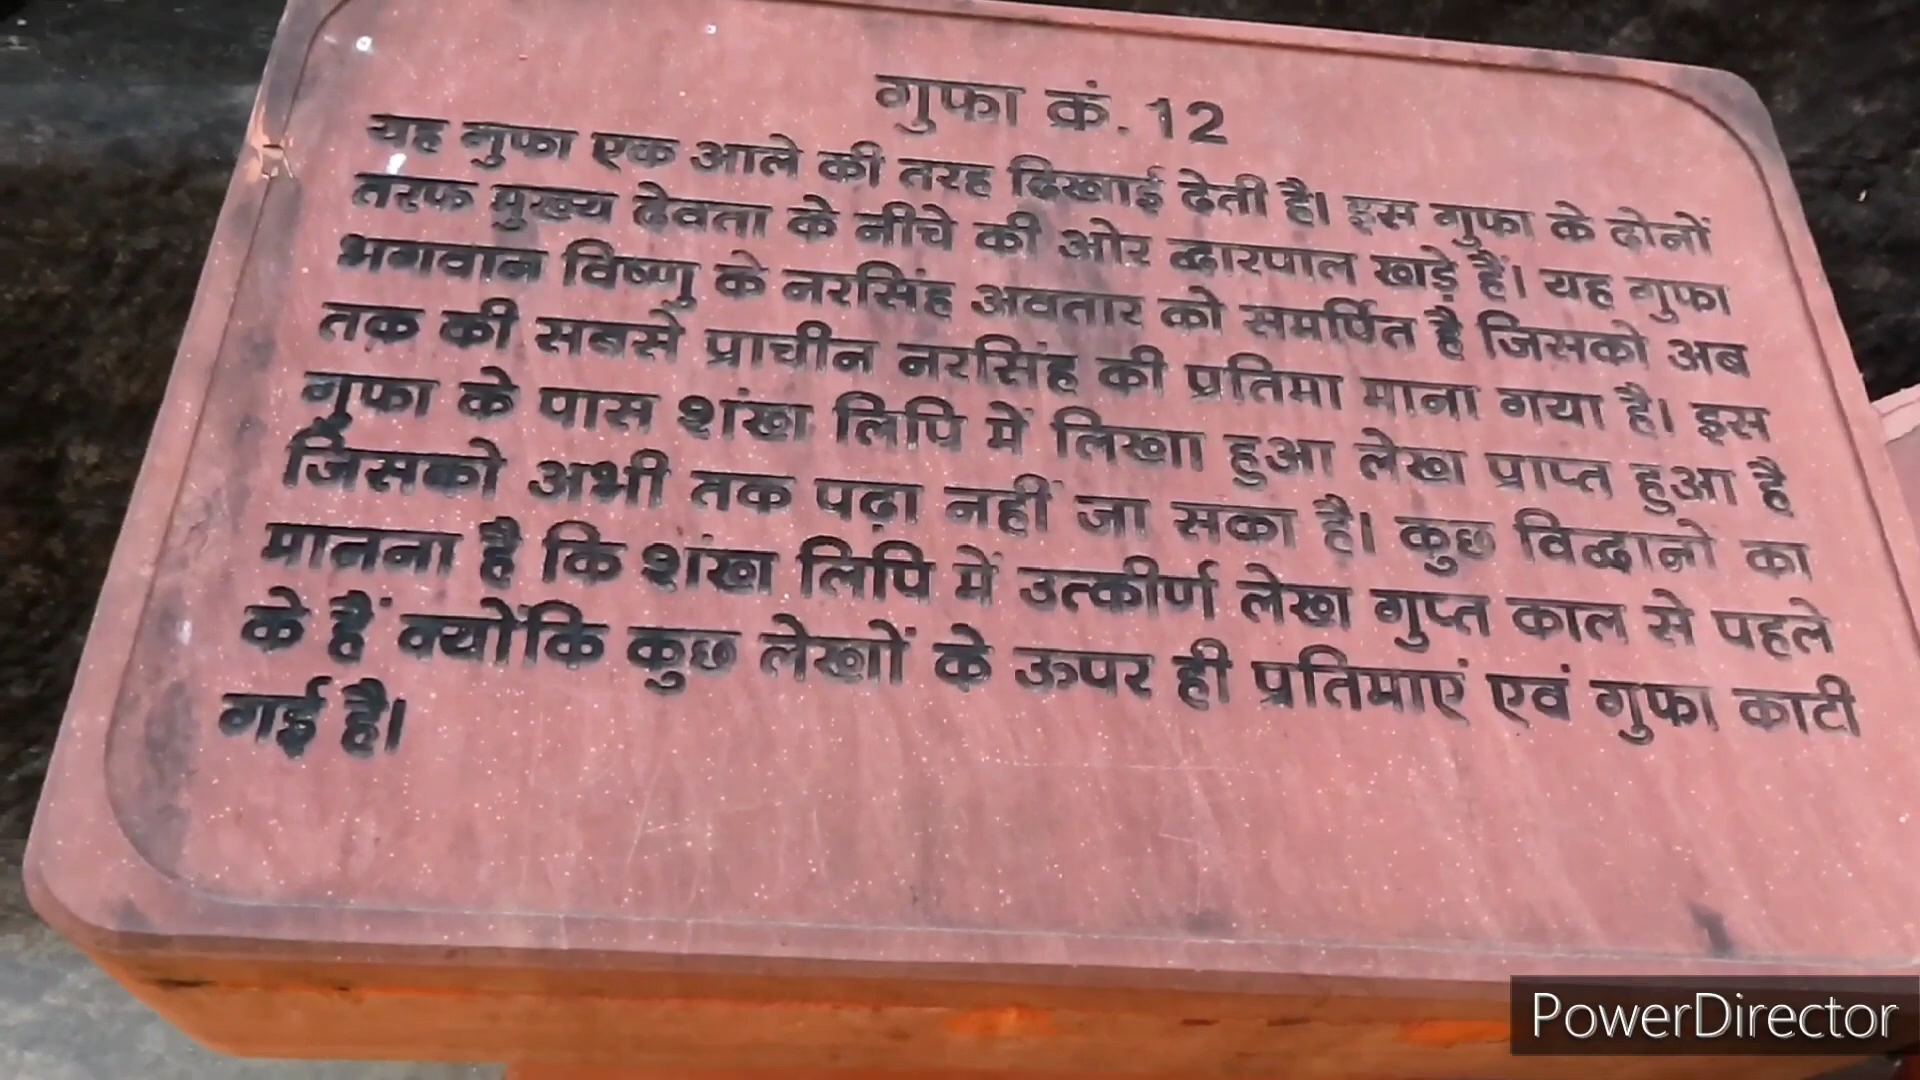 गुफा क्रं. 12
यह गुफा एक आले की तरह दिखाई देती है। इस गुफा के दोनों
तरफ मुख्य देवता के नीचे की ओर द्वारपाल खड़े हैं। यह गुफा
भगवान विष्णु के नरसिंह अवतार को समर्पित है जिसको अब
तक की सबसे प्राचीन नरसिंह की प्रतिमा माना गया है। इस
गुफा के पास शंख लिपि में लिखा हुआ लेख प्राप्त हुआ है
जिसको अभी तक पढ़ा नहीं जा सका है। कुछ विद्वानो का
मानना है कि शंख लिपि में उत्कीर्ण लेख गुप्त काल से पहले
के हैं क्योंकि कुछ लेखों के ऊपर ही प्रतिमाएं एवं गुफा काटी
गई है।
PowerDirector